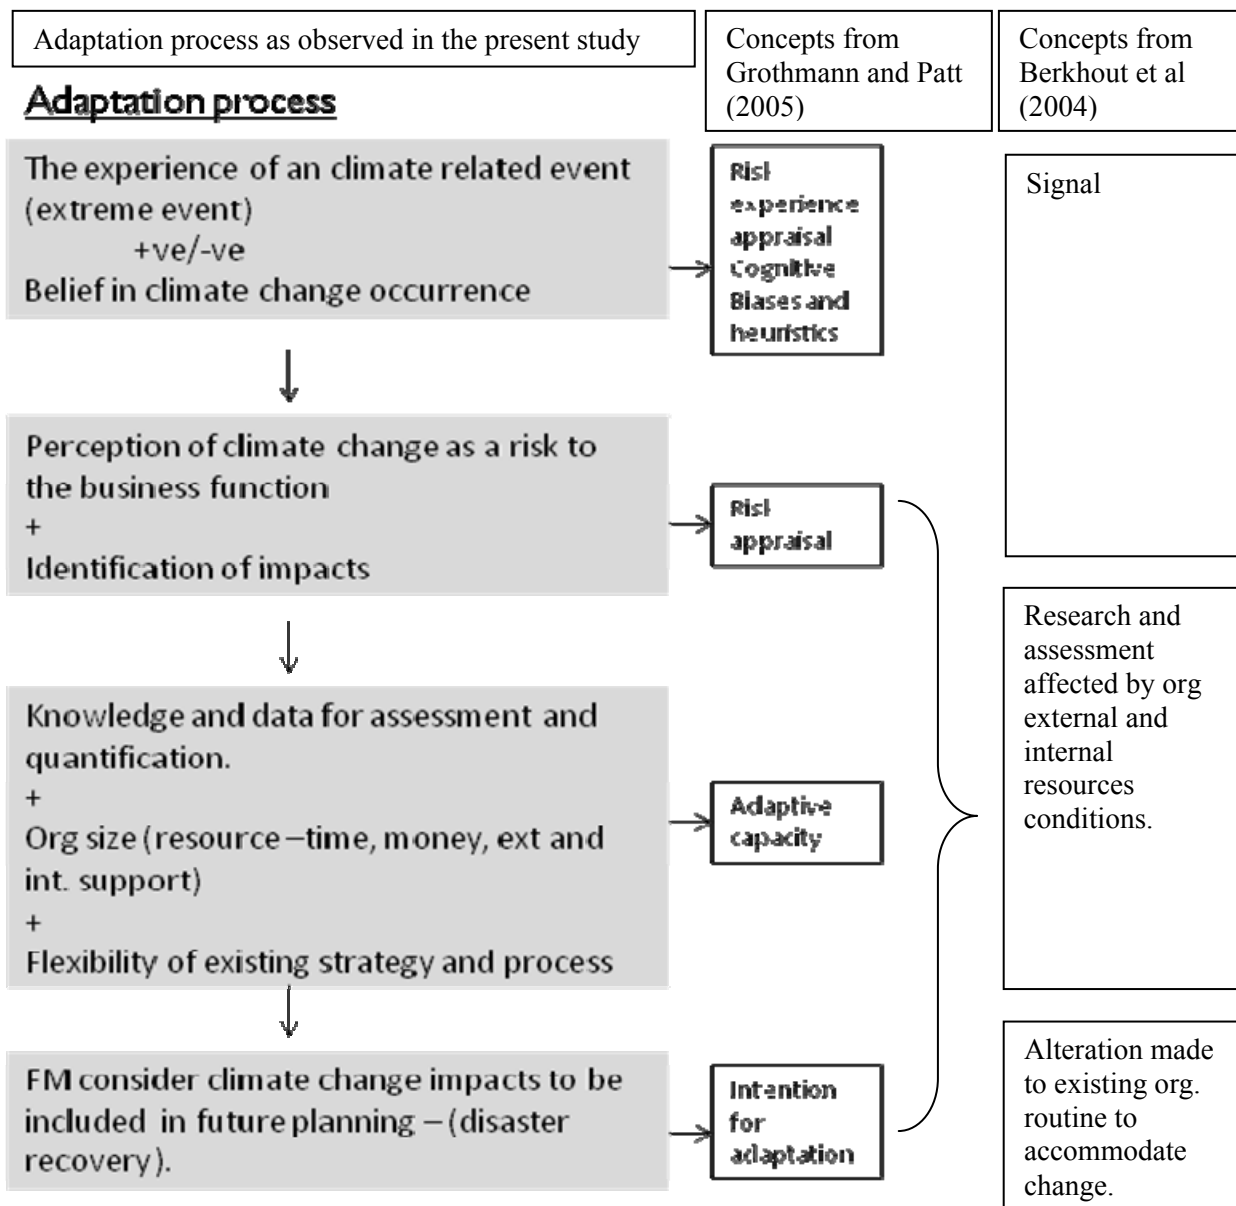 Adaptation process as observed in the present study
Concepts from
Grothmann and Patt
(2005)
Concepts from
Berkhout et al
(2004)
Adaptation process
The experience of an climate related event
(extreme event)
+ve/-ve
Belief in climate change occurrence
Risk
experience
appraisal
Cognitive
Biases and
heuristics
Signal
Perception of climate change as a risk to
the business function
+
Identification of impacts
Risk
appraisal
Knowledge and data for assessment and
quantification.
+
Org size (resource –time, money, ext and
int. support)
+
Flexibility of existing strategy and process
Adaptive
capacity
Research and
assessment
affected by org
external and
internal
resources
conditions.
FM consider climate change impacts to be
included in future planning – (disaster
recovery).
Intention
for
adaptation
Alteration made
to existing org.
routine to
accommodate
change.